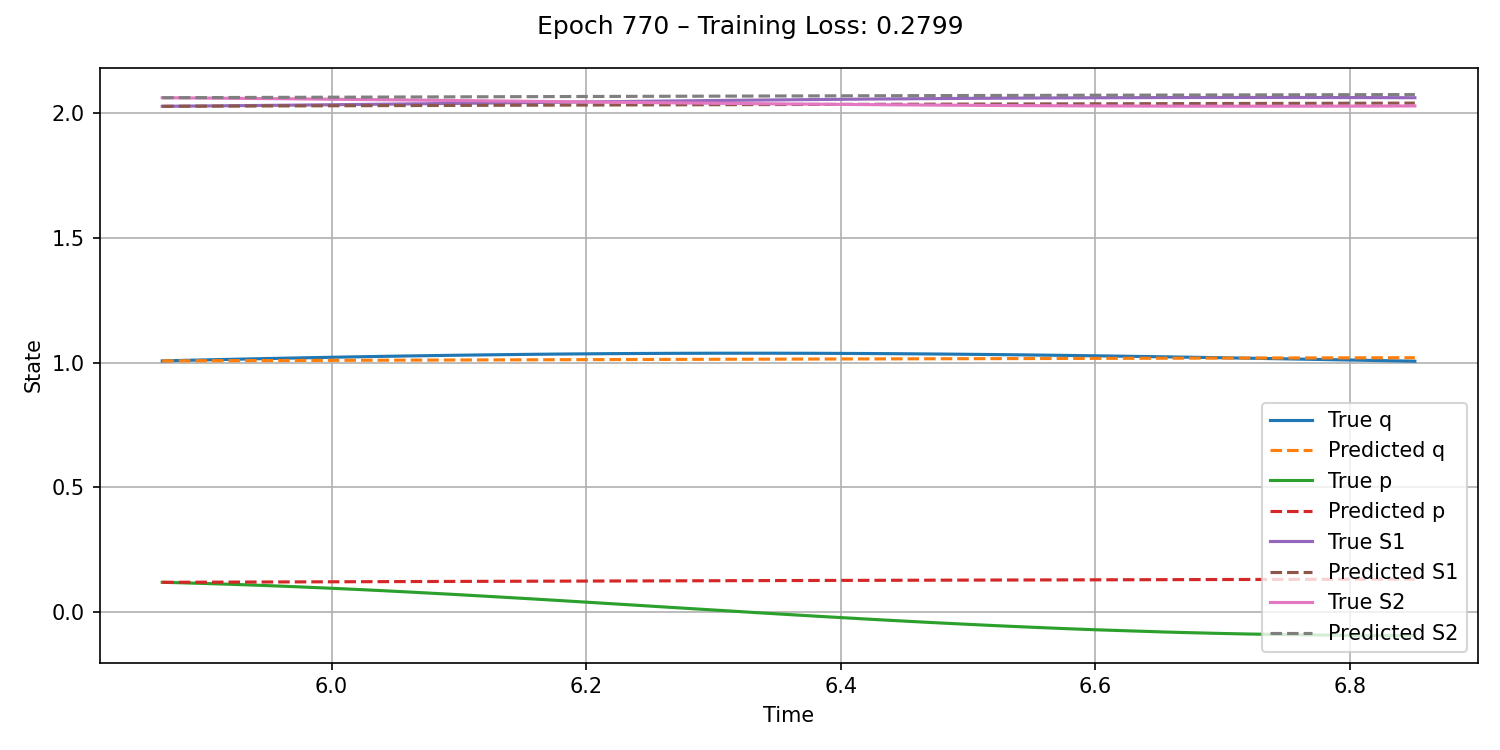 Epoch 770 – Training Loss: 0.2799
2.0
1.5
1.0
0.5
0.0
State
True q
Predicted q
True p
Predicted p
True S1
Predicted S1
True S2
Predicted S2
6.0 6.2 6.4 6.6 6.8
Time